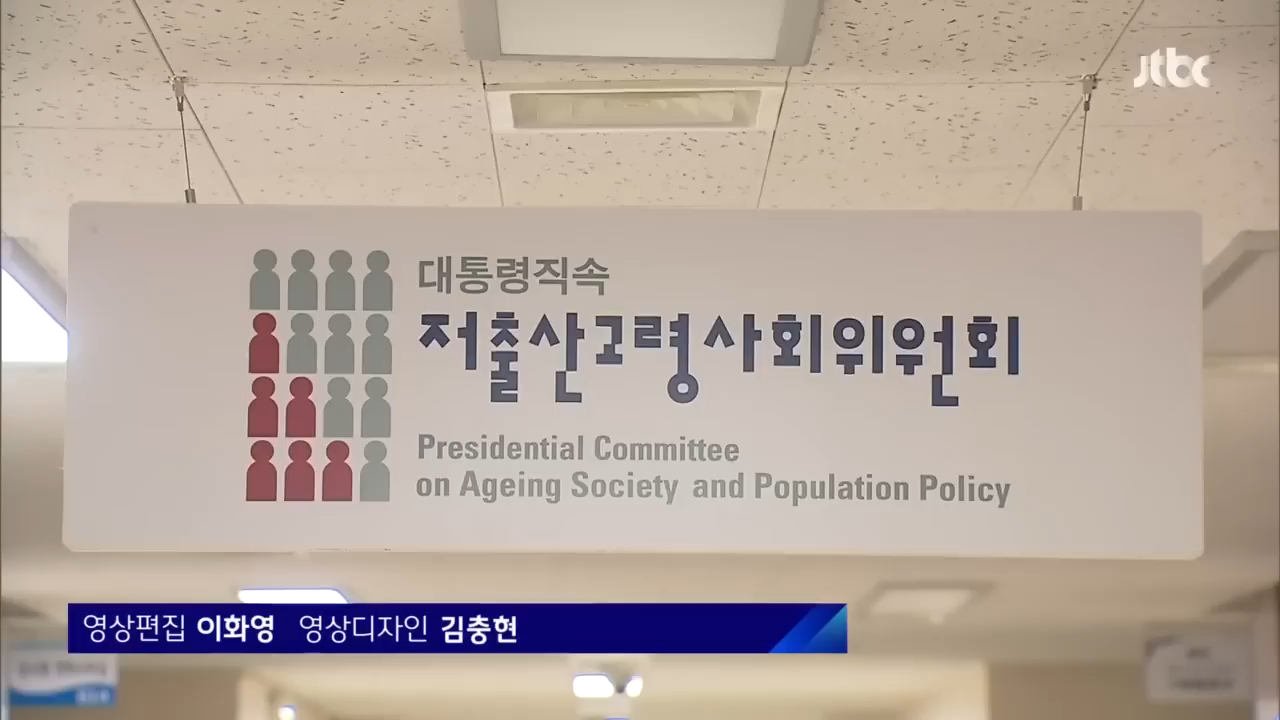 jtbc
대통령직속
저출산고령사회위원회
Presidential Committee
on Ageing Society and Population Policy
영상편집 이화영 영상디자인 김충현